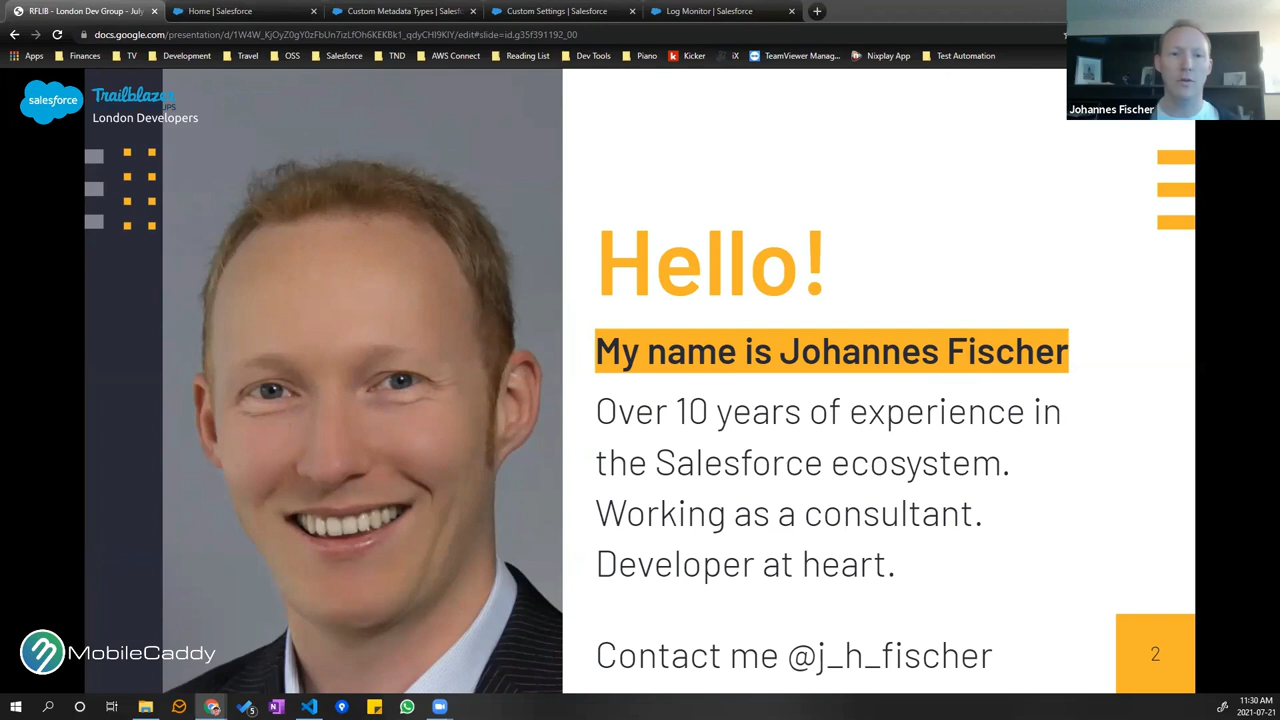 RFLIB - London Dev Group - July
Home | Salesforce
Custom Metadata Types | Salesf
Custom Settings | Salesforce
Log Monitor | Salesforce
Apps
Finances
TV
Development
Travel
OSS
Salesforce
TND
AWS Connect
Reading List
Dev Tools
Piano
Kicker
iX
TeamViewer Manag...
Nixplay App
Test Automation
Johannes Fischer
salesforce
Trailblazer
London Developers
Hello!
My name is Johannes Fischer
Over 10 years of experience in
the Salesforce ecosystem.
Working as a consultant.
Developer at heart.
Contact me @j_h_fischer
MobileCaddy
2
11:30 AM
2021-07-21